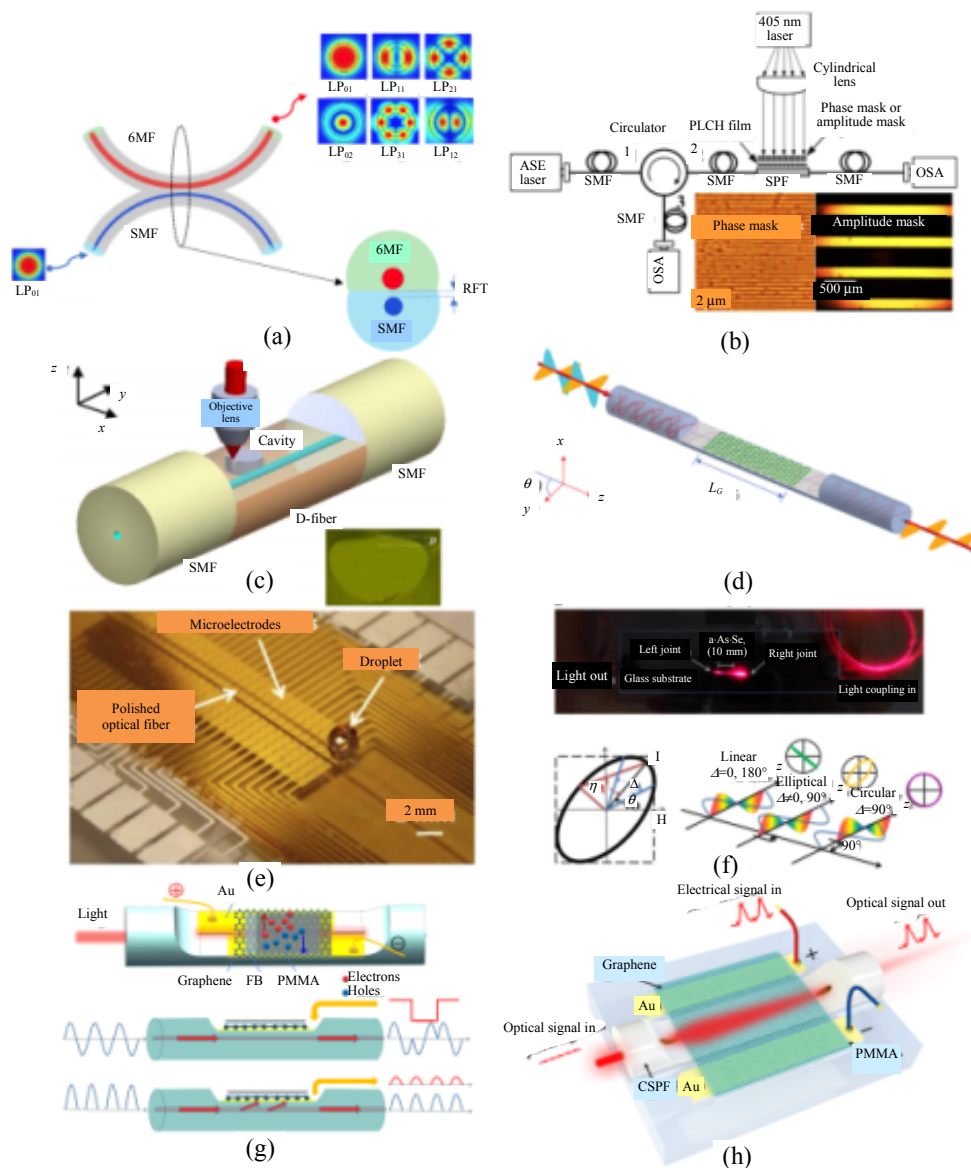 LP01 LP11 LP21
LP02 LP31 LP12
6MF
SMF
LP01
6MF
SMF
RFT
(a)
405 nm
laser
Cylindrical
lens
Phase mask or
amplitude mask
PLCH film
Circulator
1
2
3
ASE
laser
SMF
SMF
SPF
SMF
OSA
SMF
OSA
Phase mask
Amplitude mask
2 μm
500 μm
(b)
z
y
x
Objective
lens
Cavity
SMF
D-fiber
SMF
(c)
x
θ
y
z
LG
(d)
Microelectrodes
Droplet
Polished
optical fiber
2 mm
(e)
Left joint
a·As·Se,
(10 mm)
Right joint
Light out
Glass substrate
Light coupling in
I
η
Δ
θ
H
Linear
Δ=0, 180°
z
Elliptical
Δ≠0, 90°
z
Circular
Δ=90°
z
90°
(f)
Light
Au
Graphene FB PMMA
Electrons
Holes
(g)
Electrical signal in
Optical signal out
Graphene
+
Au
Optical signal in
−
PMMA
CSPF
Au
(h)